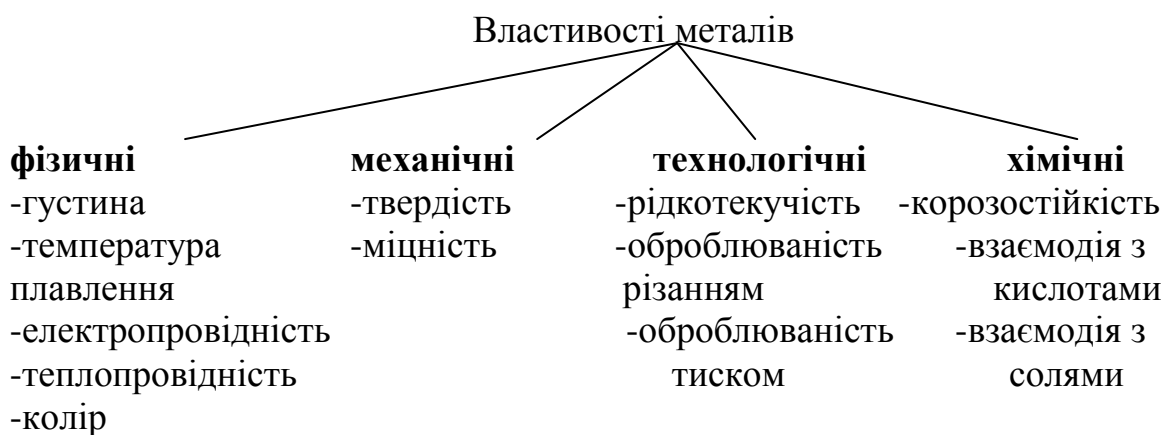 Властивості металів
фізичні
-густина
-температура
плавлення
-електропровідність
-теплопровідність
-колір
механічні
-твердість
-міцність
технологічні
-рідкотекучість
-оброблюваність
різанням
-оброблюваність
тиском
хімічні
-корозостійкість
-взаємодія з
кислотами
-взаємодія з
солями